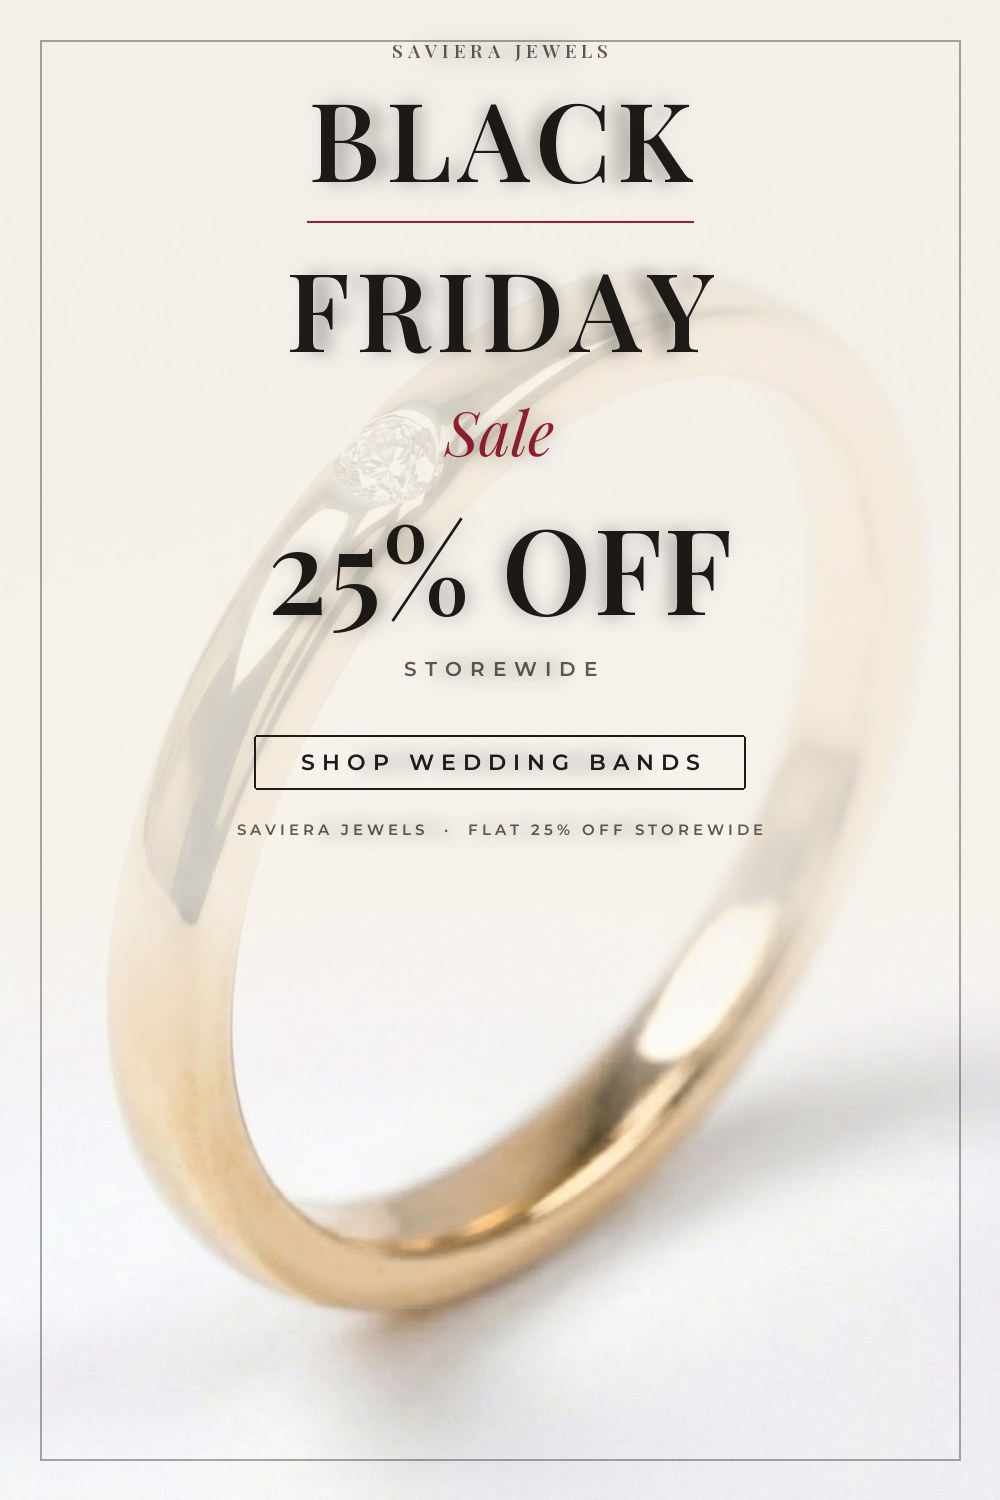 SAVIERA JEWELS
BLACK
FRIDAY
Sale
25% OFF
STOREWIDE
SHOP WEDDING BANDS
SAVIERA JEWELS · FLAT 25% OFF STOREWIDE